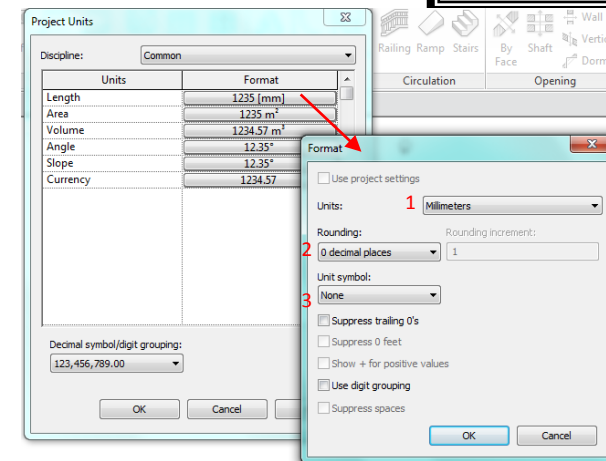 Project Units
Discipline: Common
Units Format
Length 1235 [mm]
Area 1235 m²
Volume 1234.57 m³
Angle 12.35°
Slope 12.35°
Currency 1234.57
Decimal symbol/digit grouping:
123,456,789.00
OK Cancel
Railing Ramp Stairs
Circulation
By Face Shaft
Wall
Opening
Format
Use project settings
Units: 1 Millimeters
Rounding: Rounding increment:
2 0 decimal places 1
Unit symbol:
3 None
Suppress trailing 0's
Suppress 0 feet
Show + for positive values
Use digit grouping
Suppress spaces
OK Cancel